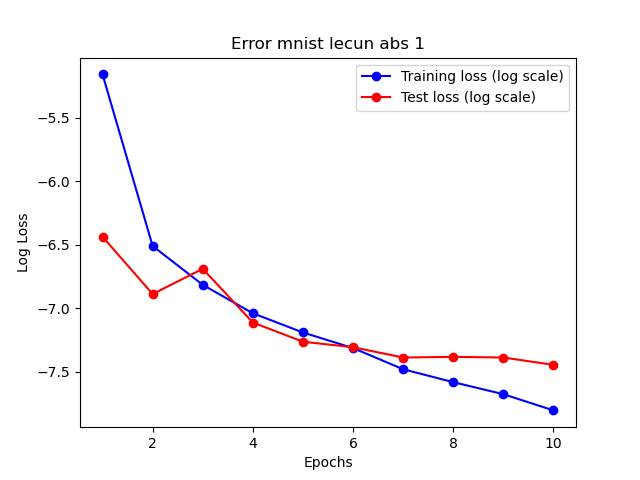 Error mnist lecun abs 1
Training loss (log scale)
Test loss (log scale)
Log Loss
−5.5
−6.0
−6.5
−7.0
−7.5
2
4
6
8
10
Epochs